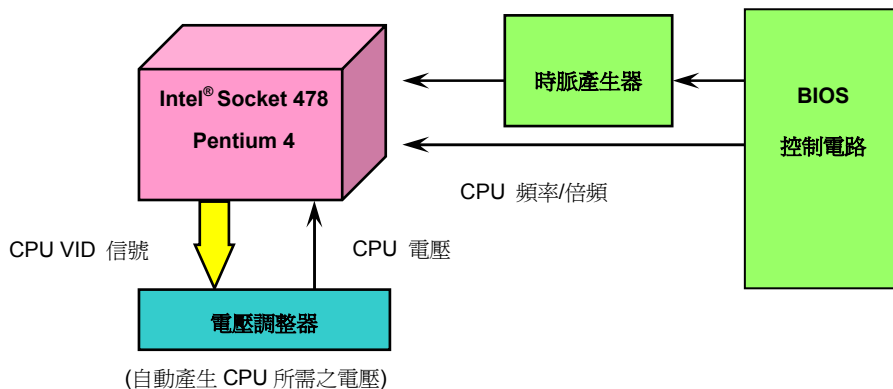 Intel® Socket 478
Pentium 4
時脈產生器
BIOS
控制電路
CPU 頻率/倍頻
CPU VID 信號
CPU 電壓
電壓調整器
(自動產生 CPU 所需之電壓)